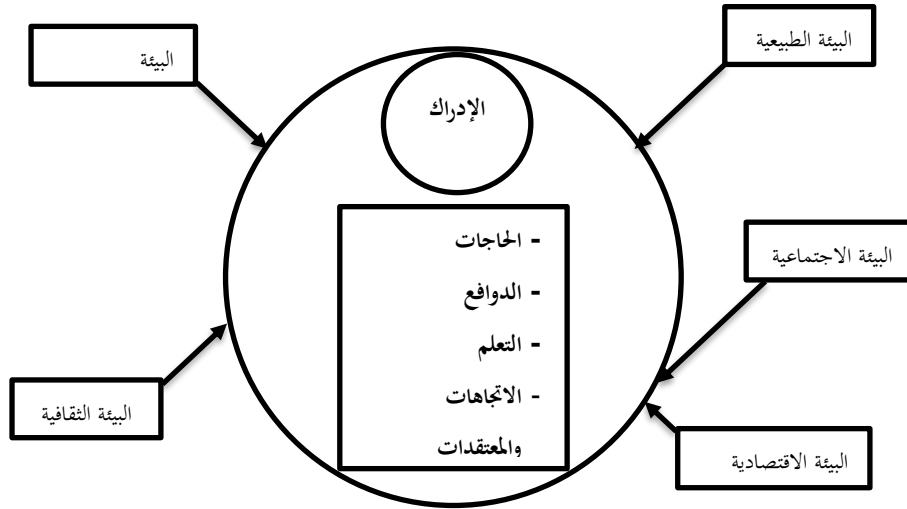 البيئة الطبيعية
البيئة
الإدراك
- الحاجات
- الدوافع
- التعلم
- الاتجاهات
والمعتقدات
البيئة الاجتماعية
البيئة الثقافية
البيئة الاقتصادية